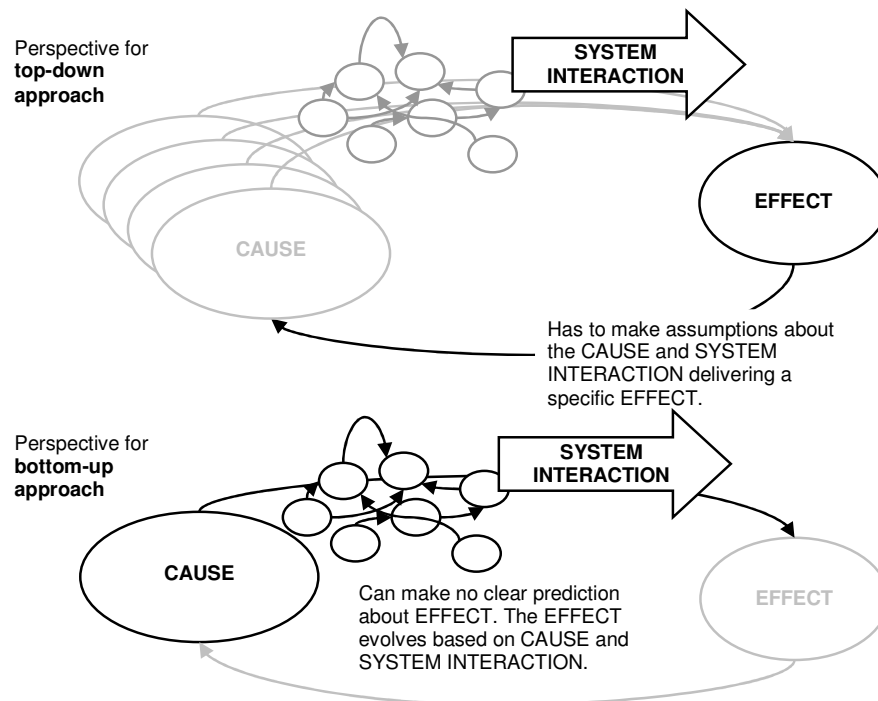 Perspective for
top-down
approach
SYSTEM
INTERACTION
CAUSE
EFFECT
Has to make assumptions about
the CAUSE and SYSTEM
INTERACTION delivering a
specific EFFECT.
Perspective for
bottom-up
approach
SYSTEM
INTERACTION
CAUSE
EFFECT
Can make no clear prediction
about EFFECT. The EFFECT
evolves based on CAUSE and
SYSTEM INTERACTION.